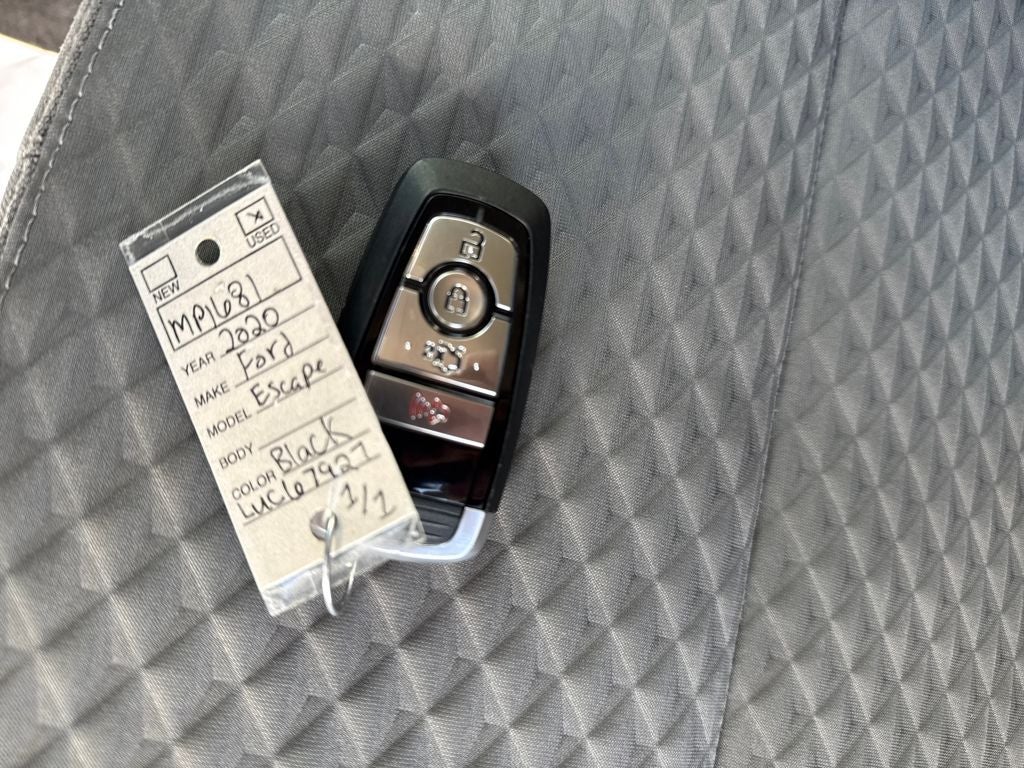 USED
NEW
MP1681
YEAR 2020
MAKE Ford
MODEL Escape
BODY
COLOR Black
LUC67927
1/1